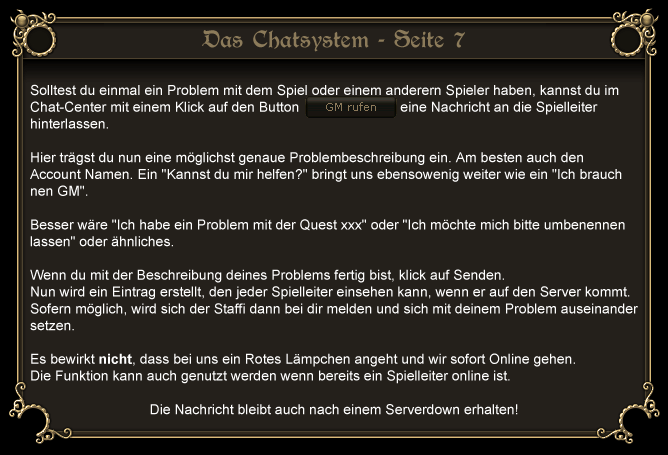 Das Chatsystem - Seite 7
Solltest du einmal ein Problem mit dem Spiel oder einem anderern Spieler haben, kannst du im
Chat-Center mit einem Klick auf den Button GM rufen eine Nachricht an die Spielleiter
hinterlassen.
Hier trägst du nun eine möglichst genaue Problembeschreibung ein. Am besten auch den
Account Namen. Ein "Kannst du mir helfen?" bringt uns ebensowenig weiter wie ein "Ich brauch
nen GM".
Besser wäre "Ich habe ein Problem mit der Quest xxx" oder "Ich möchte mich bitte umbenennen
lassen" oder ähnliches.
Wenn du mit der Beschreibung deines Problems fertig bist, klick auf Senden.
Nun wird ein Eintrag erstellt, den jeder Spielleiter einsehen kann, wenn er auf den Server kommt.
Sofern möglich, wird sich der Staffi dann bei dir melden und sich mit deinem Problem auseinander
setzen.
Es bewirkt nicht, dass bei uns ein Rotes Lämpchen angeht und wir sofort Online gehen.
Die Funktion kann auch genutzt werden wenn bereits ein Spielleiter online ist.
Die Nachricht bleibt auch nach einem Serverdown erhalten!